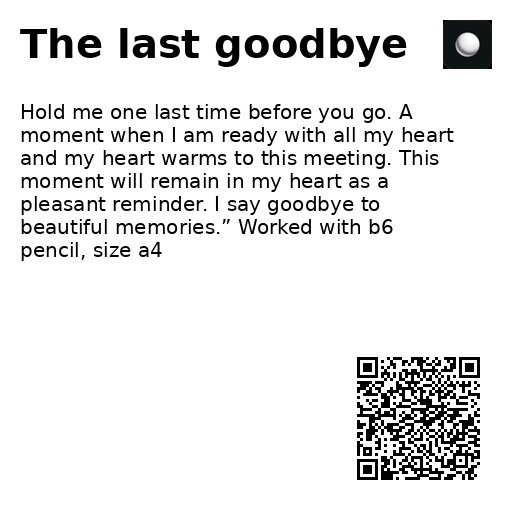 The last goodbye
Hold me one last time before you go. A
moment when I am ready with all my heart
and my heart warms to this meeting. This
moment will remain in my heart as a
pleasant reminder. I say goodbye to
beautiful memories.” Worked with b6
pencil, size a4